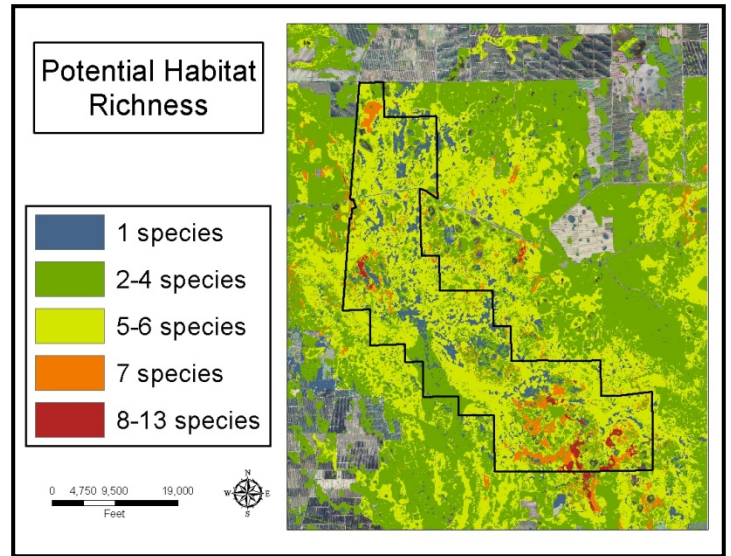 Potential Habitat
Richness
1 species
2-4 species
5-6 species
7 species
8-13 species
0 4,750 9,500 19,000
Feet
N
W E
S